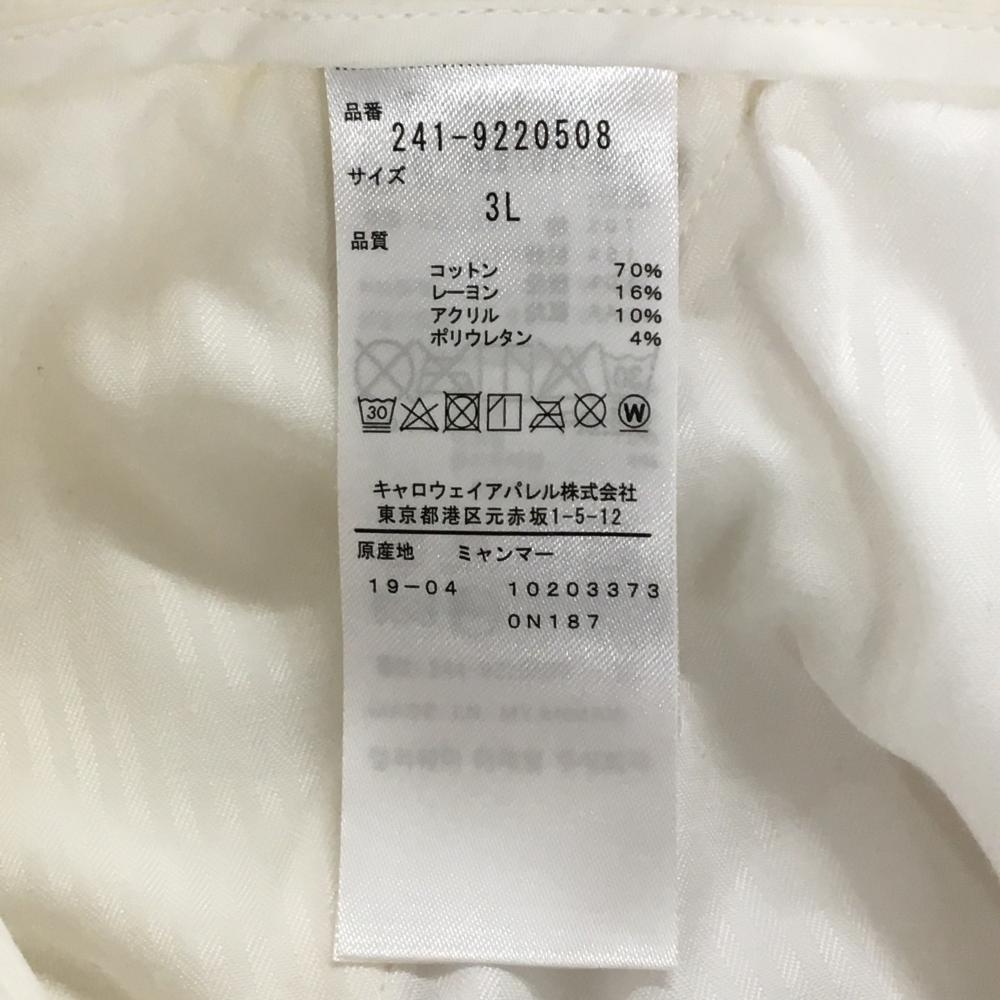 品番
241-9220508
サイズ
3L
品質
コットン 70%
レーヨン 16%
アクリル 10%
ポリウレタン 4%
30 W
キャロウェイアパレル株式会社
東京都港区元赤坂1-5-12
原産地 ミャンマー
19-04 10203373
0N187